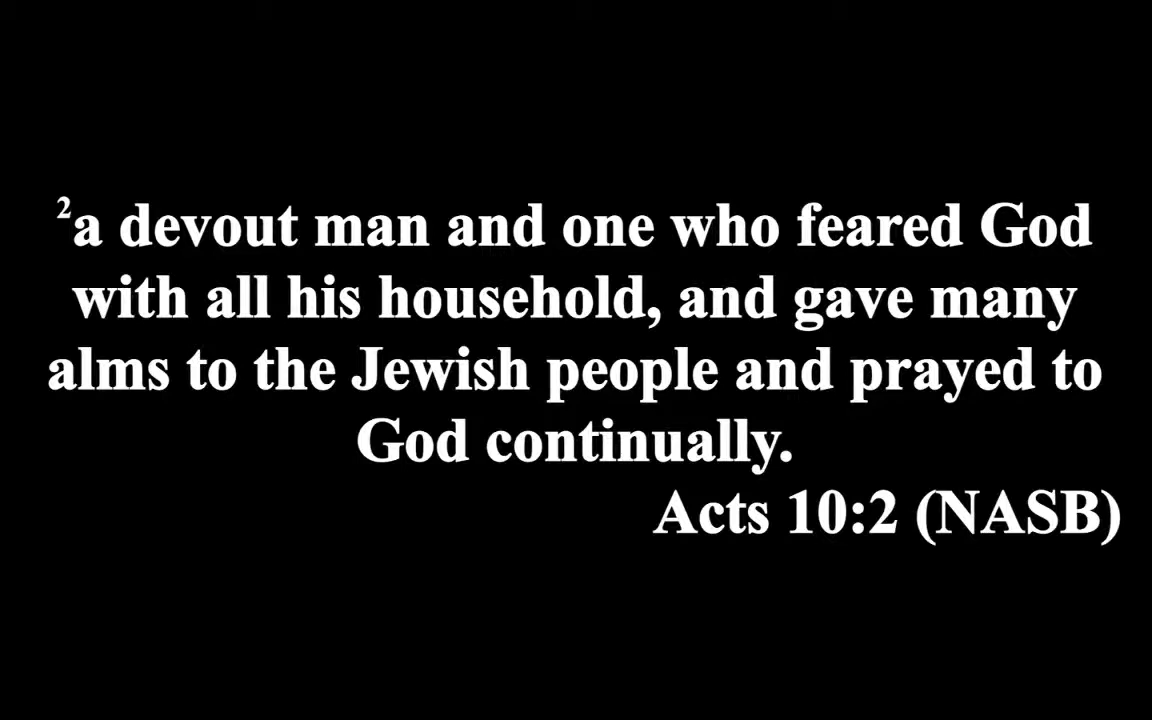 ²a devout man and one who feared God
with all his household, and gave many
alms to the Jewish people and prayed to
God continually.
Acts 10:2 (NASB)